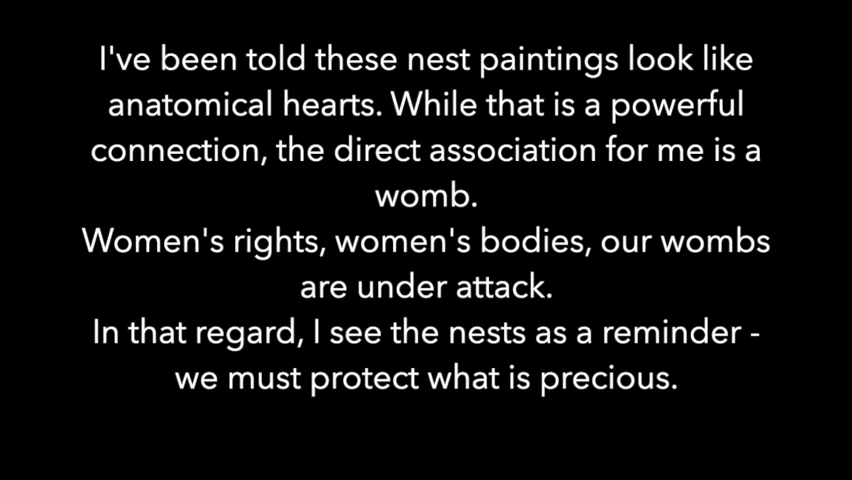 I've been told these nest paintings look like
anatomical hearts. While that is a powerful
connection, the direct association for me is a
womb.
Women's rights, women's bodies, our wombs
are under attack.
In that regard, I see the nests as a reminder -
we must protect what is precious.